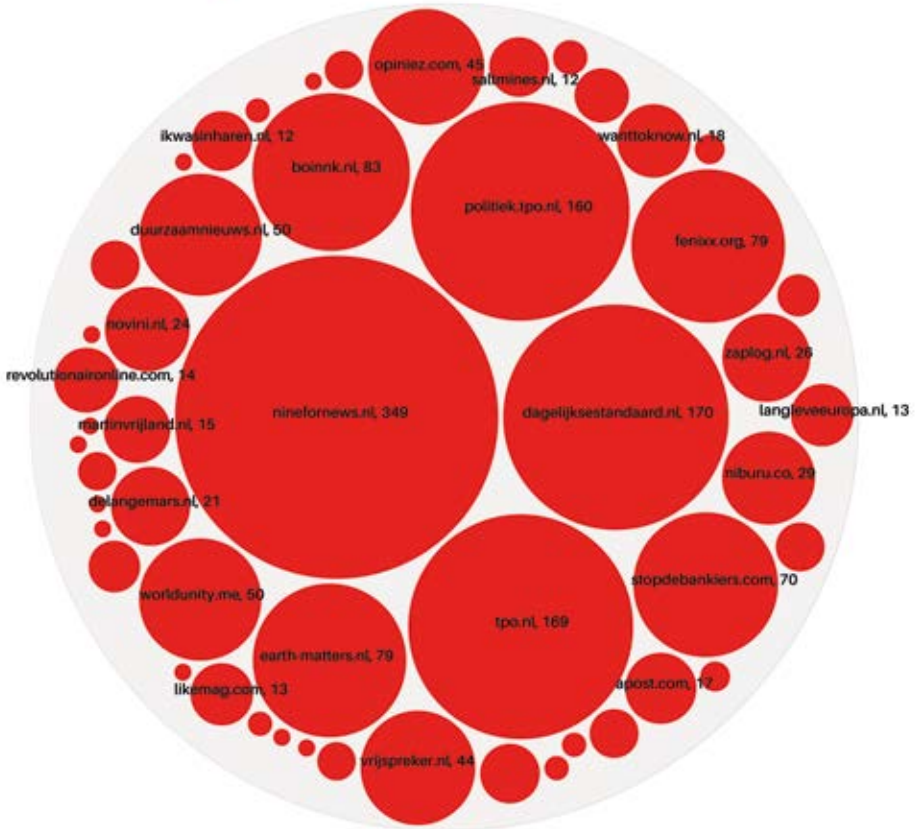 opiniez.com, 45
saltmines.nl, 12
ikwasinharen.nl, 12
wanttoknow.nl, 18
boinnk.nl, 83
politiek.tpo.nl, 160
duurzaamnieuws.nl, 50
fenixx.org, 79
novini.nl, 24
zaplog.nl, 26
revolutionaironline.com, 14
ninefornews.nl, 349
dagelijksestandaard.nl, 170
langleveeuropa.nl, 13
martinvrijland.nl, 15
niburu.co, 29
delangemars.nl, 21
stopdebankiers.com, 70
worldunity.me, 50
tpo.nl, 169
earth-matters.nl, 79
apost.com, 17
likemag.com, 13
vrijspreker.nl, 44